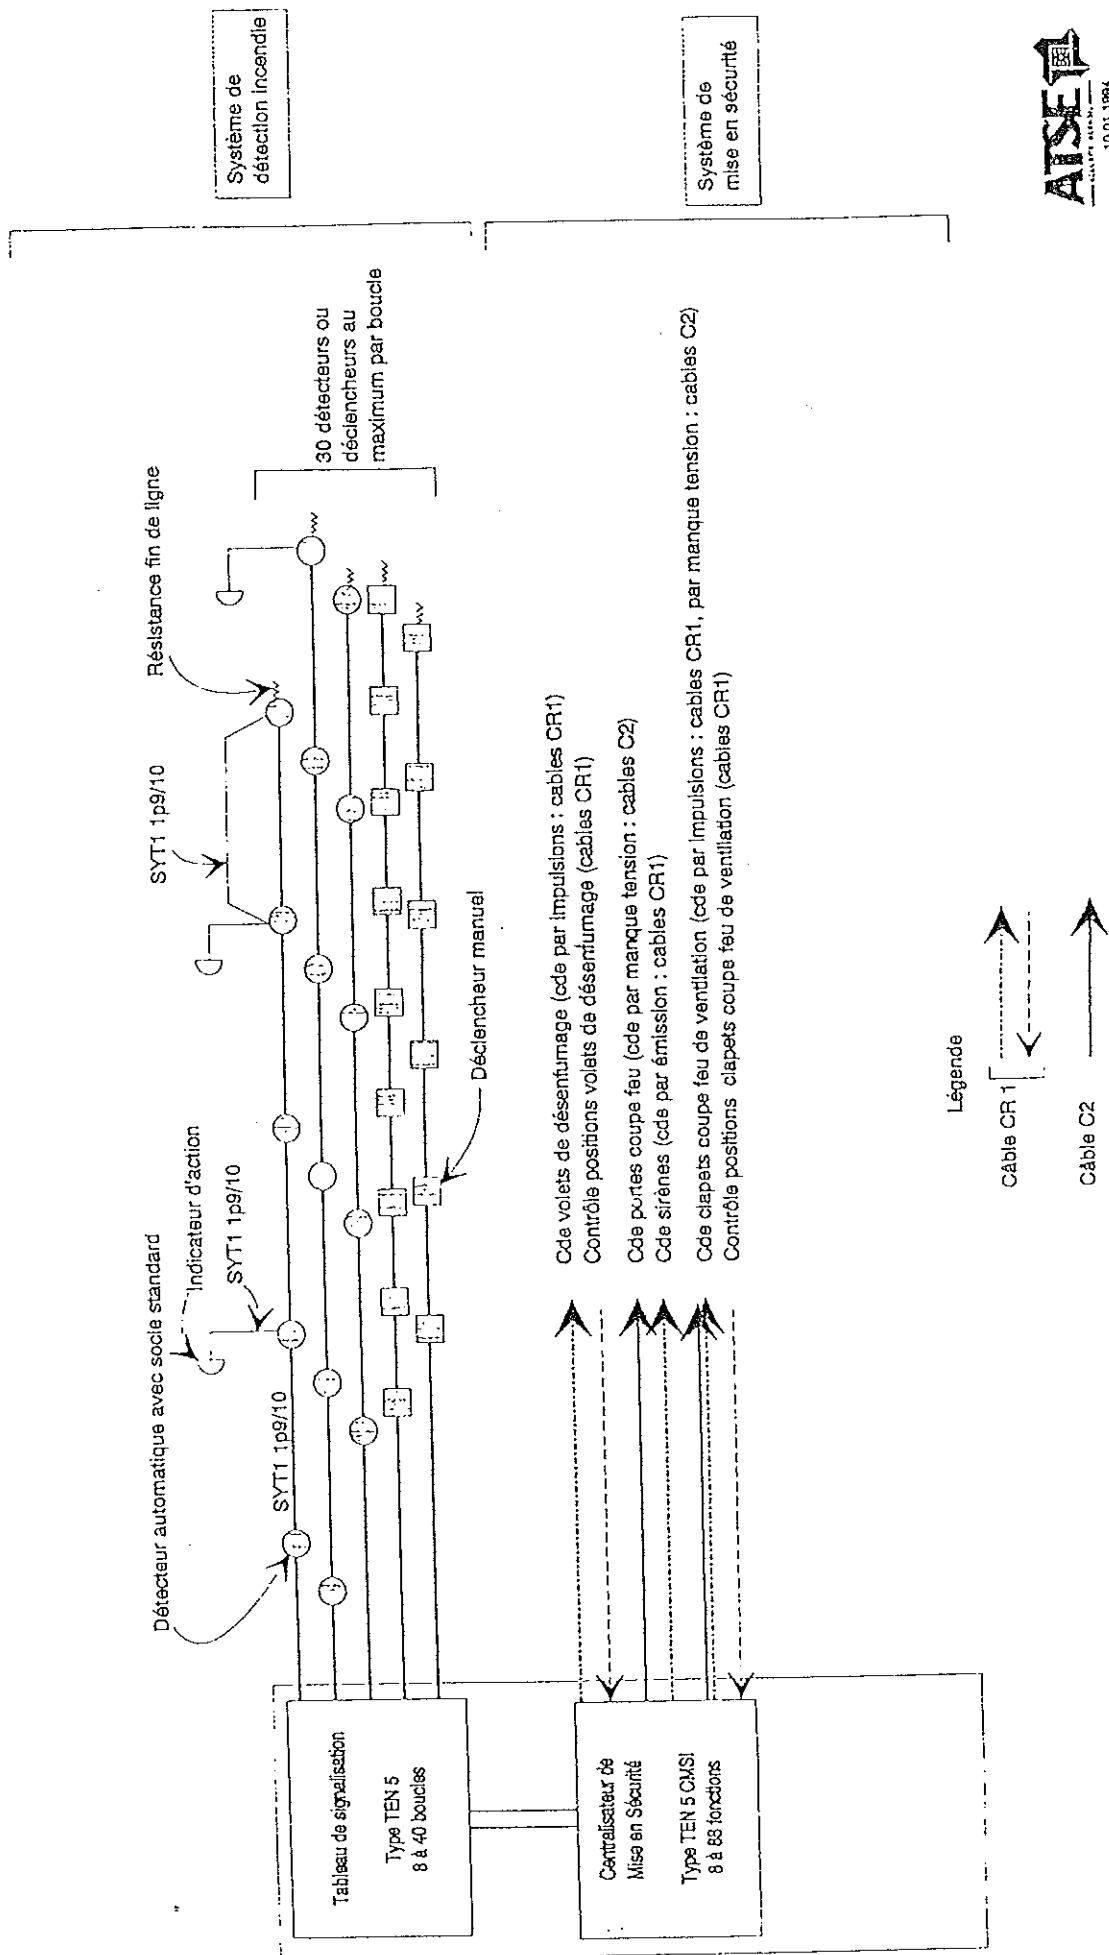 Système de
détection incendie
Système de
mise en sécurité
Détecteur automatique avec socle standard
Indicateur d'action
SYT1 1p9/10
SYT1 1p9/10
SYT1 1p9/10
Résistance fin de ligne
30 détecteurs ou
déclencheurs au
maximum par boucle
Déclencheur manuel
Tableau de signalisation
Type TEN 5
8 à 40 boucles
Centralisateur de
Mise en Sécurité
Type TEN 5 CMSI
8 à 88 fonctions
Cde volets de désenfumage (cde par impulsions : cables CR1)
Contrôle positions volets de désenfumage (cables CR1)
Cde portes coupe feu (cde par manque tension : cables C2)
Cde sirènes (cde par émission : cables CR1)
Cde clapets coupe feu de ventilation (cde par impulsions : cables CR1, par manque tension : cables C2)
Contrôle positions clapets coupe feu de ventilation (cables CR1)
Légende
Câble CR 1
Câble C2
ATSE
10.01.1994